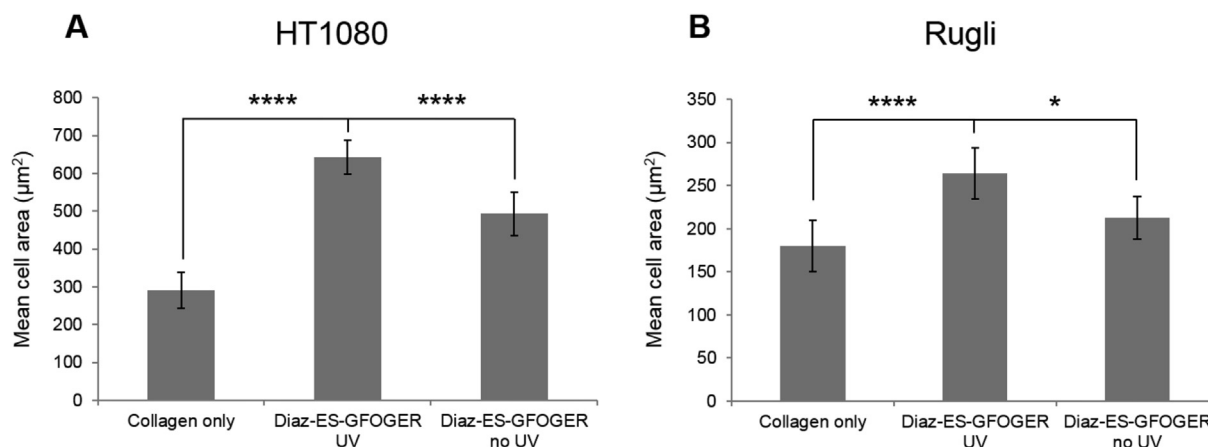 A
HT1080
800
700
600
500
400
300
200
100
0
Mean cell area (µm²)
****
****
Collagen only
Diaz-ES-GFOGER
UV
Diaz-ES-GFOGER
no UV
B
Rugli
350
300
250
200
150
100
50
0
Mean cell area (µm²)
****
*
Collagen only
Diaz-ES-GFOGER
UV
Diaz-ES-GFOGER
no UV